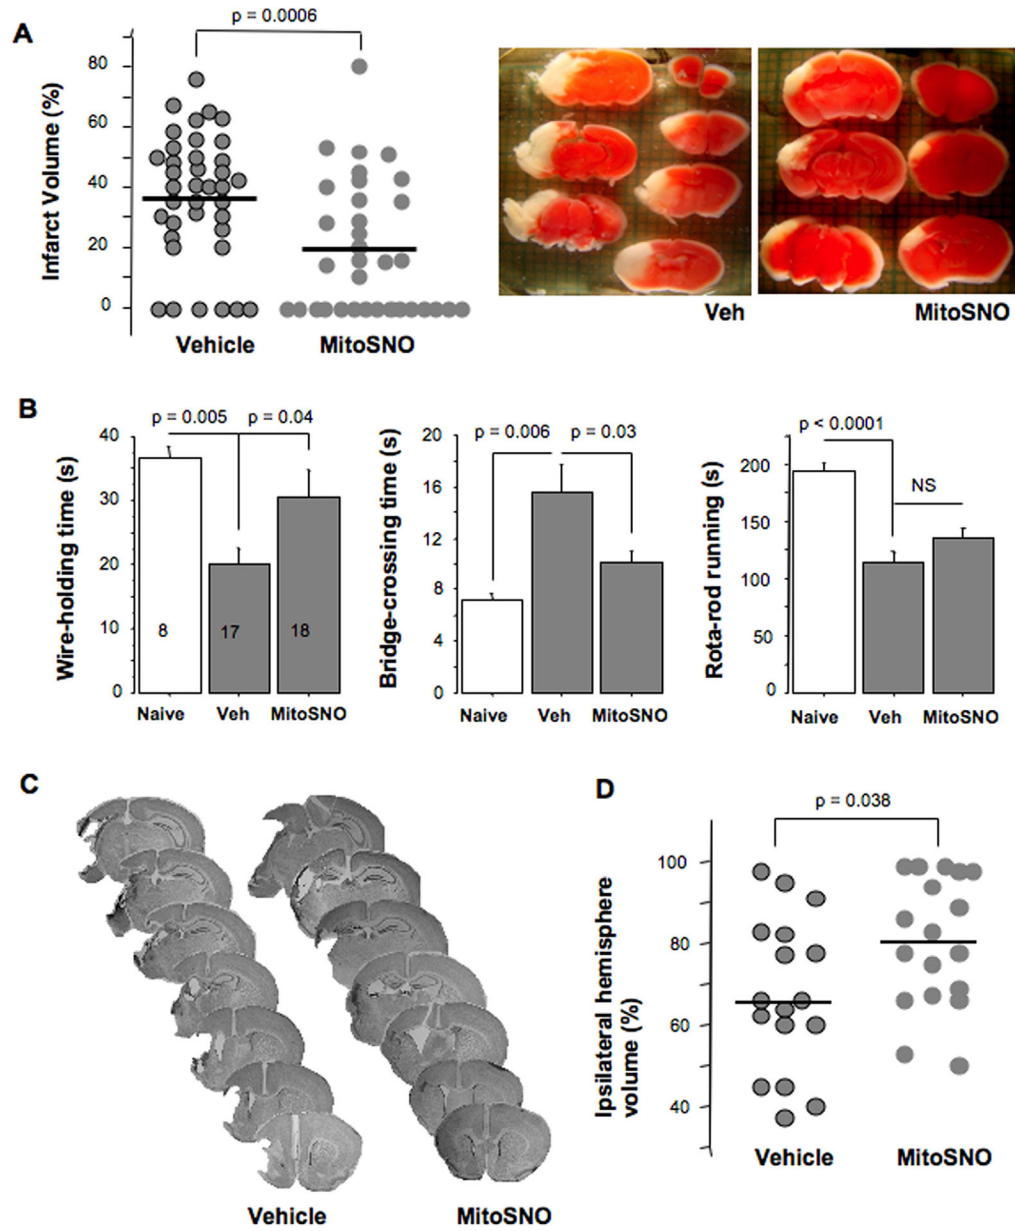 A
p = 0.0006
Infarct Volume (%)
80
60
40
20
0
Vehicle
MitoSNO
Veh
MitoSNO
B
p = 0.005
p = 0.04
Wire-holding time (s)
40
30
20
10
0
8
17
18
Naive
Veh
MitoSNO
p = 0.006
p = 0.03
Bridge-crossing time (s)
20
16
12
8
4
0
Naive
Veh
MitoSNO
p < 0.0001
NS
Rota-rod running (s)
200
150
100
50
0
Naive
Veh
MitoSNO
C
Vehicle
MitoSNO
D
p = 0.038
Ipsilateral hemisphere
volume (%)
100
80
60
40
Vehicle
MitoSNO